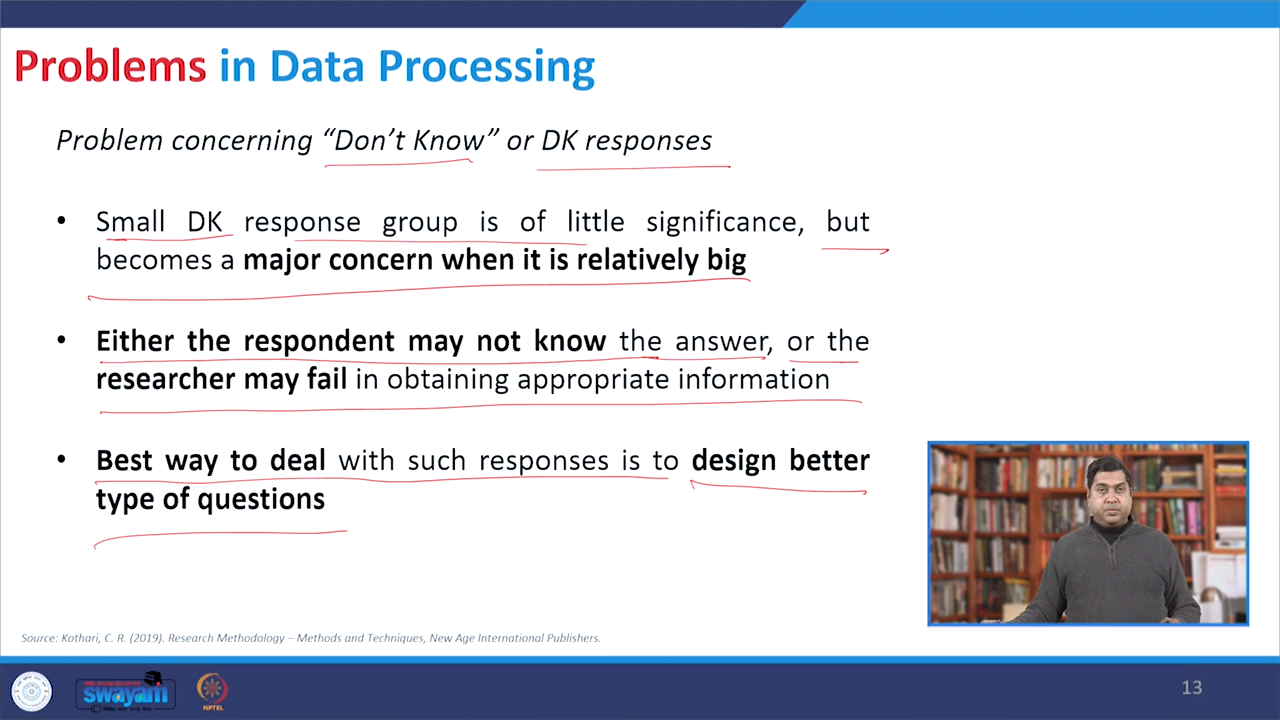 Problems in Data Processing
Problem concerning “Don’t Know” or DK responses
• Small DK response group is of little significance, but
becomes a major concern when it is relatively big
• Either the respondent may not know the answer, or the
researcher may fail in obtaining appropriate information
• Best way to deal with such responses is to design better
type of questions
Source: Kothari, C. R. (2019). Research Methodology – Methods and Techniques, New Age International Publishers.
FREE ONLINE EDUCATION
swayam
NPTEL
13